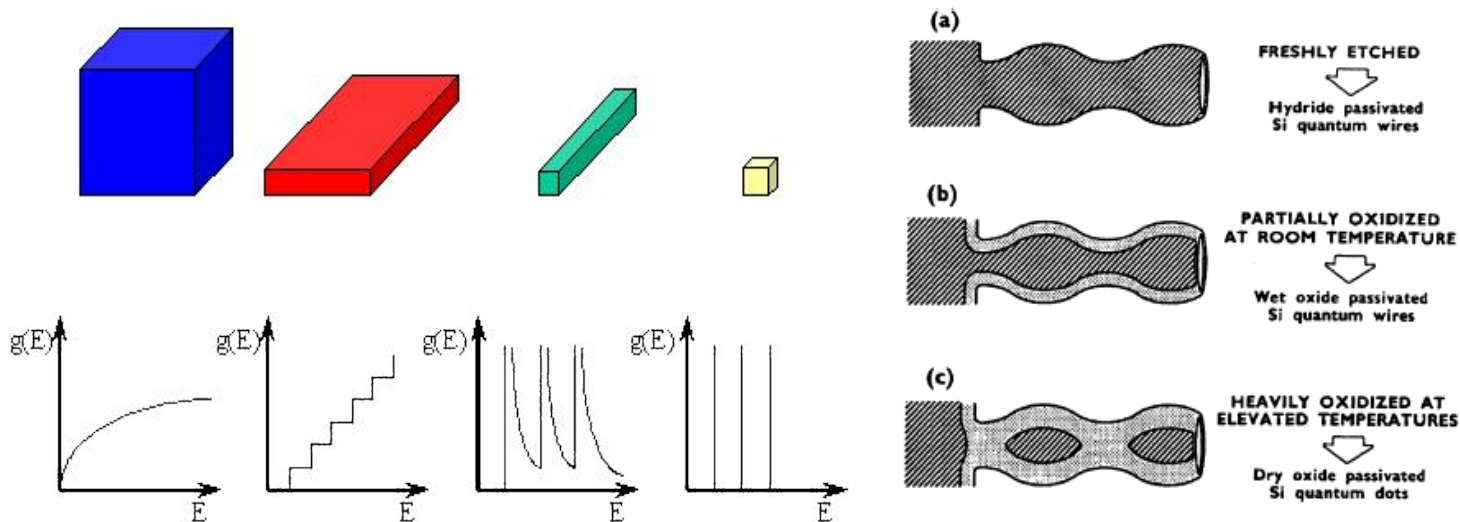 g(E)
E
g(E)
E
g(E)
E
g(E)
E
(a)
FRESHLY ETCHED
Hydride passivated
Si quantum wires
(b)
PARTIALLY OXIDIZED
AT ROOM TEMPERATURE
Wet oxide passivated
Si quantum wires
(c)
HEAVILY OXIDIZED AT
ELEVATED TEMPERATURES
Dry oxide passivated
Si quantum dots